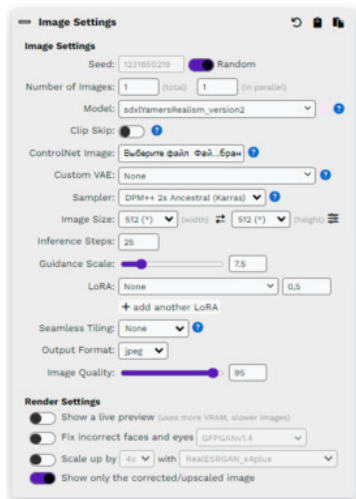 Image Settings
Image Settings
Seed: 1231850218 Random
Number of Images: 1 (total) 1 (in parallel)
Model: sdxlYamersRealism_version2 ?
Clip Skip: ?
ControlNet Image: Выберите файл Фай...бран ?
Custom VAE: None ?
Sampler: DPM++ 2s Ancestral (Karras) ?
Image Size: 512 (*) (width) 512 (*) (height)
Inference Steps: 25
Guidance Scale: 7.5
LoRA: None 0,5
+ add another LoRA
Seamless Tiling: None ?
Output Format: jpeg
Image Quality: 95
Render Settings
Show a live preview (uses more VRAM, slower images)
Fix incorrect faces and eyes GFPGANv1.4
Scale up by 4x with RealESRGAN_x4plus
Show only the corrected/upscaled image